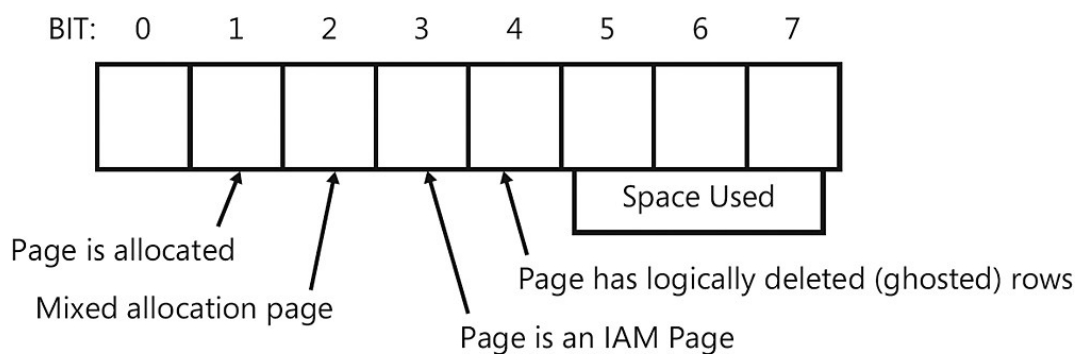 BIT: 0 1 2 3 4 5 6 7
Space Used
Page is allocated
Page has logically deleted (ghosted) rows
Mixed allocation page
Page is an IAM Page